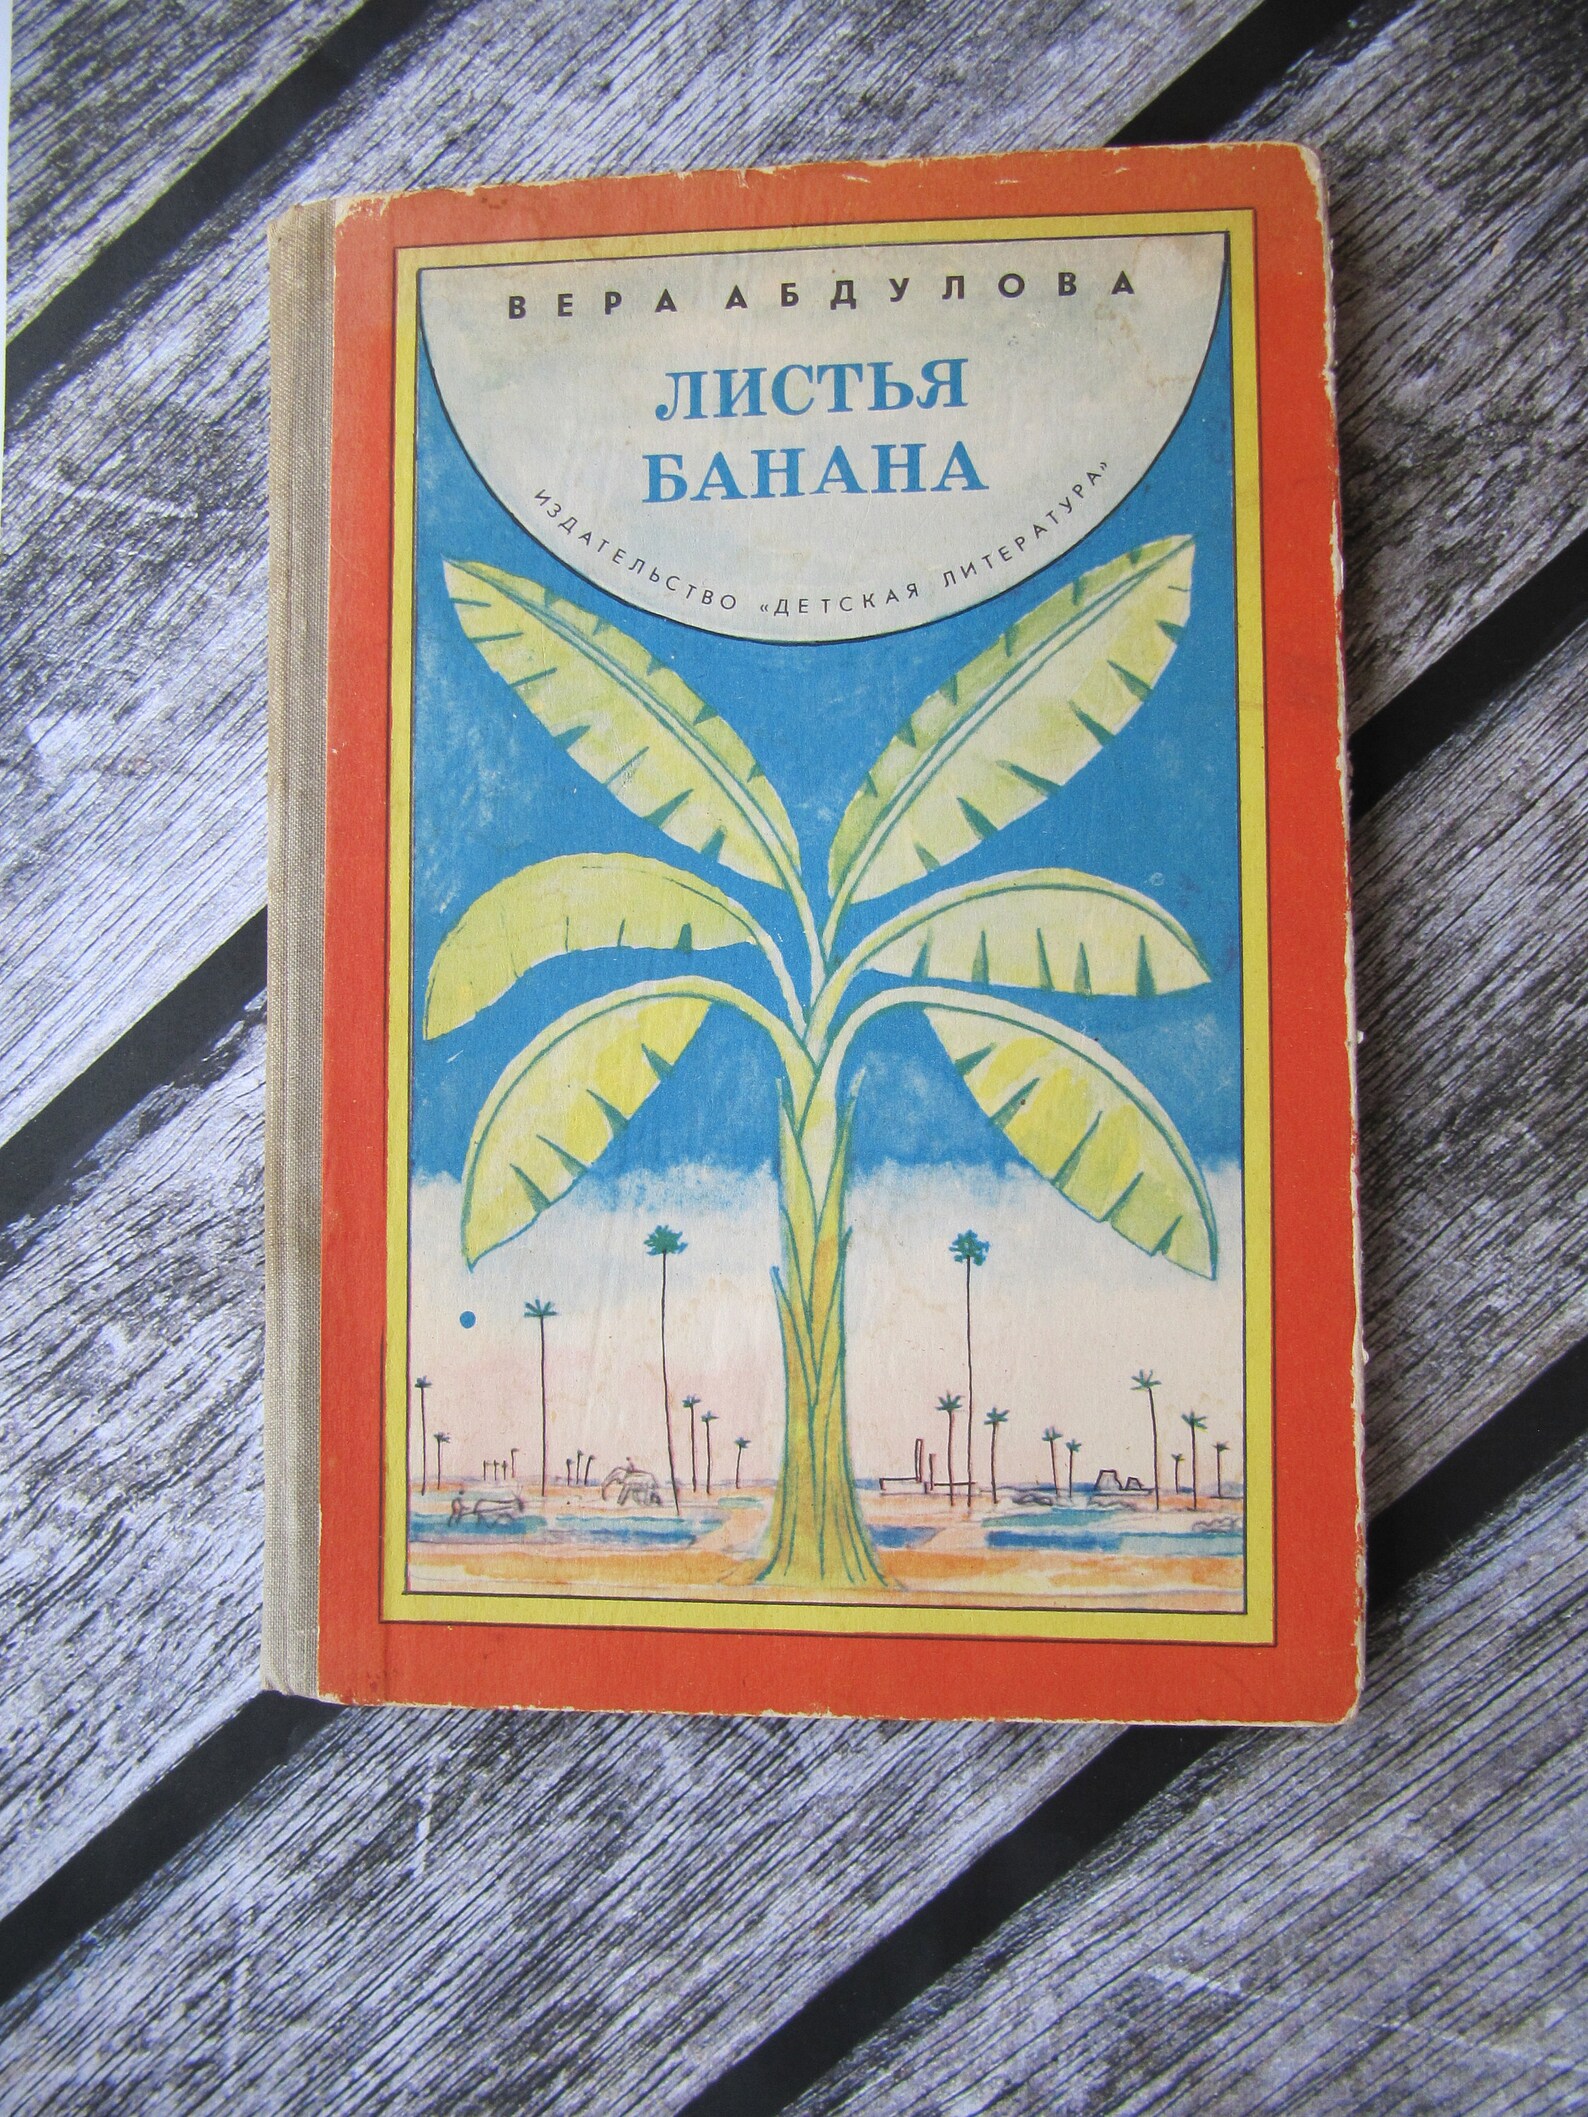 ВЕРА АБДУЛОВА
ЛИСТЬЯ
БАНАНА
ИЗДАТЕЛЬСТВО «ДЕТСКАЯ ЛИТЕРАТУРА»